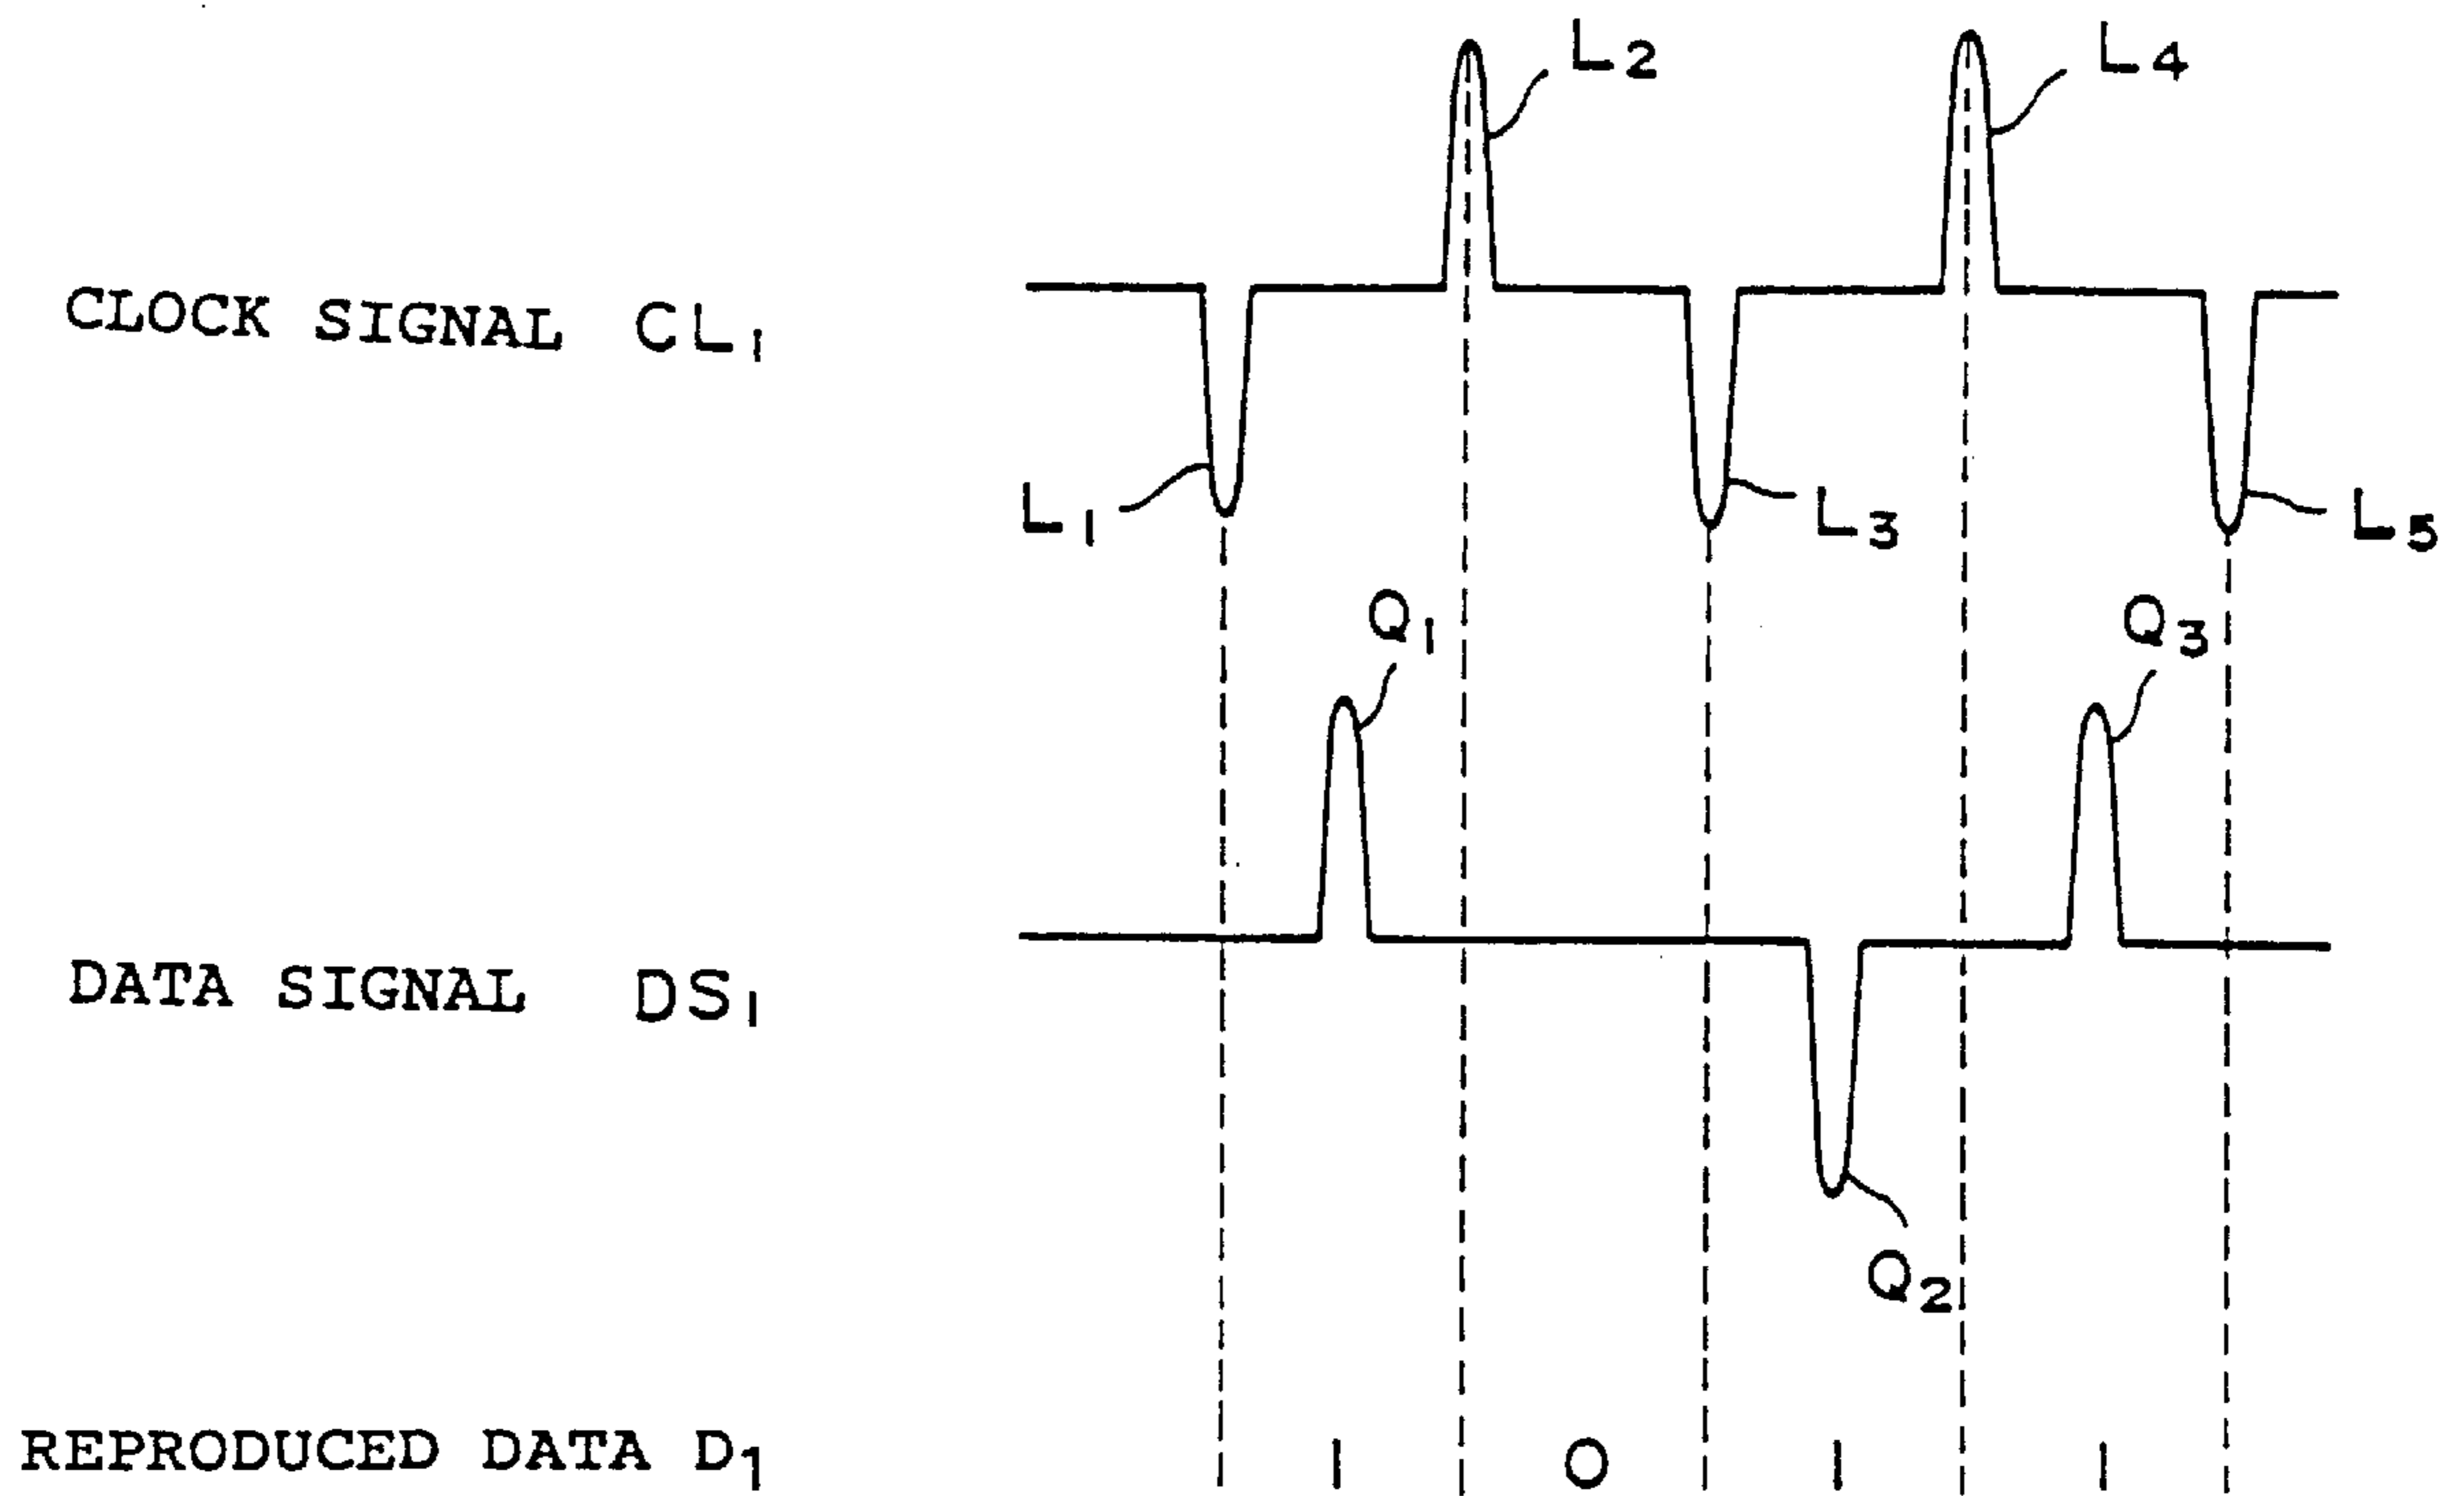 L2 L4
CLOCK SIGNAL CL1
L1 L3 L5
Q1 Q3
DATA SIGNAL DS1
Q2
REPRODUCED DATA D1 1 0 1 1